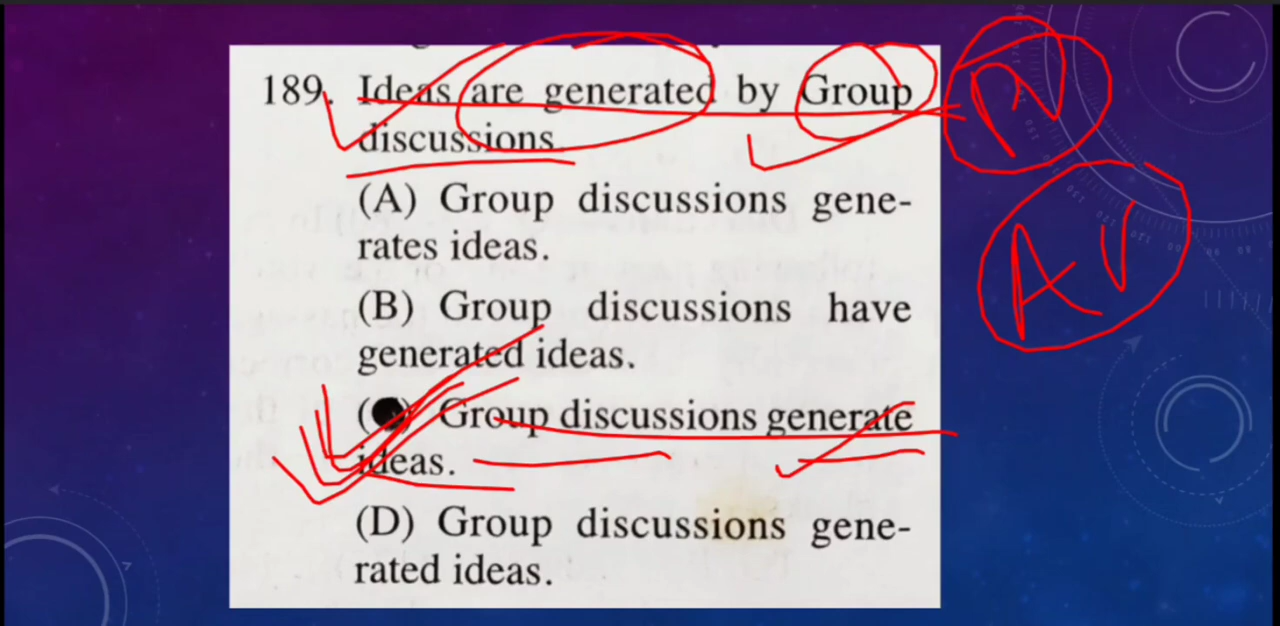 189. Ideas are generated by Group
discussions.
(A) Group discussions gene-
rates ideas.
(B) Group discussions have
generated ideas.
( ) Group discussions generate
ideas.
(D) Group discussions gene-
rated ideas.
AV